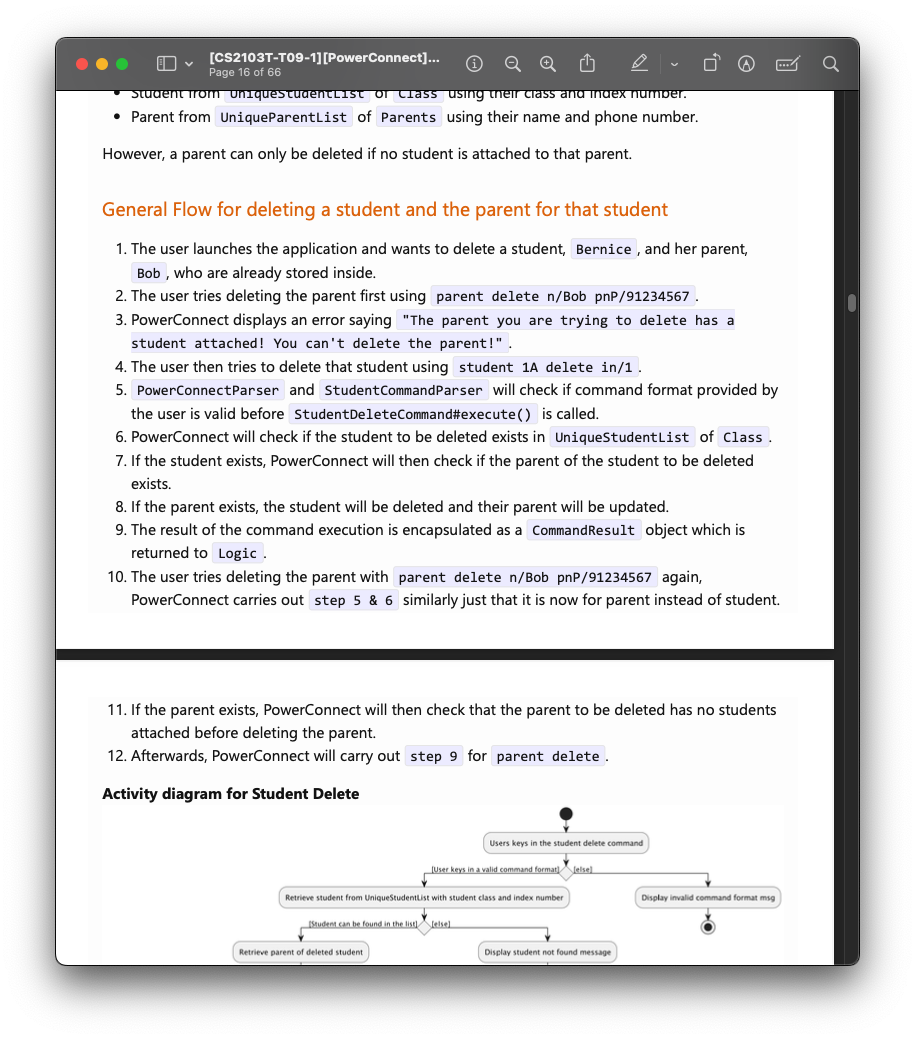 [CS2103T-T09-1][PowerConnect]...
Page 16 of 66
• Student from UniqueStudentList of Class using their class and index number.
• Parent from UniqueParentList of Parents using their name and phone number.
However, a parent can only be deleted if no student is attached to that parent.
General Flow for deleting a student and the parent for that student
1. The user launches the application and wants to delete a student, Bernice, and her parent,
Bob, who are already stored inside.
2. The user tries deleting the parent first using parent delete n/Bob pnP/91234567.
3. PowerConnect displays an error saying "The parent you are trying to delete has a
student attached! You can't delete the parent!".
4. The user then tries to delete that student using student 1A delete in/1.
5. PowerConnectParser and StudentCommandParser will check if command format provided by
the user is valid before StudentDeleteCommand#execute() is called.
6. PowerConnect will check if the student to be deleted exists in UniqueStudentList of Class.
7. If the student exists, PowerConnect will then check if the parent of the student to be deleted
exists.
8. If the parent exists, the student will be deleted and their parent will be updated.
9. The result of the command execution is encapsulated as a CommandResult object which is
returned to Logic.
10. The user tries deleting the parent with parent delete n/Bob pnP/91234567 again,
PowerConnect carries out step 5 & 6 similarly just that it is now for parent instead of student.
11. If the parent exists, PowerConnect will then check that the parent to be deleted has no students
attached before deleting the parent.
12. Afterwards, PowerConnect will carry out step 9 for parent delete.
Activity diagram for Student Delete
Users keys in the student delete command
[User keys in a valid command format] [else]
Retrieve student from UniqueStudentList with student class and index number
Display invalid command format msg
[Student can be found in the list] [else]
Retrieve parent of deleted student
Display student not found message